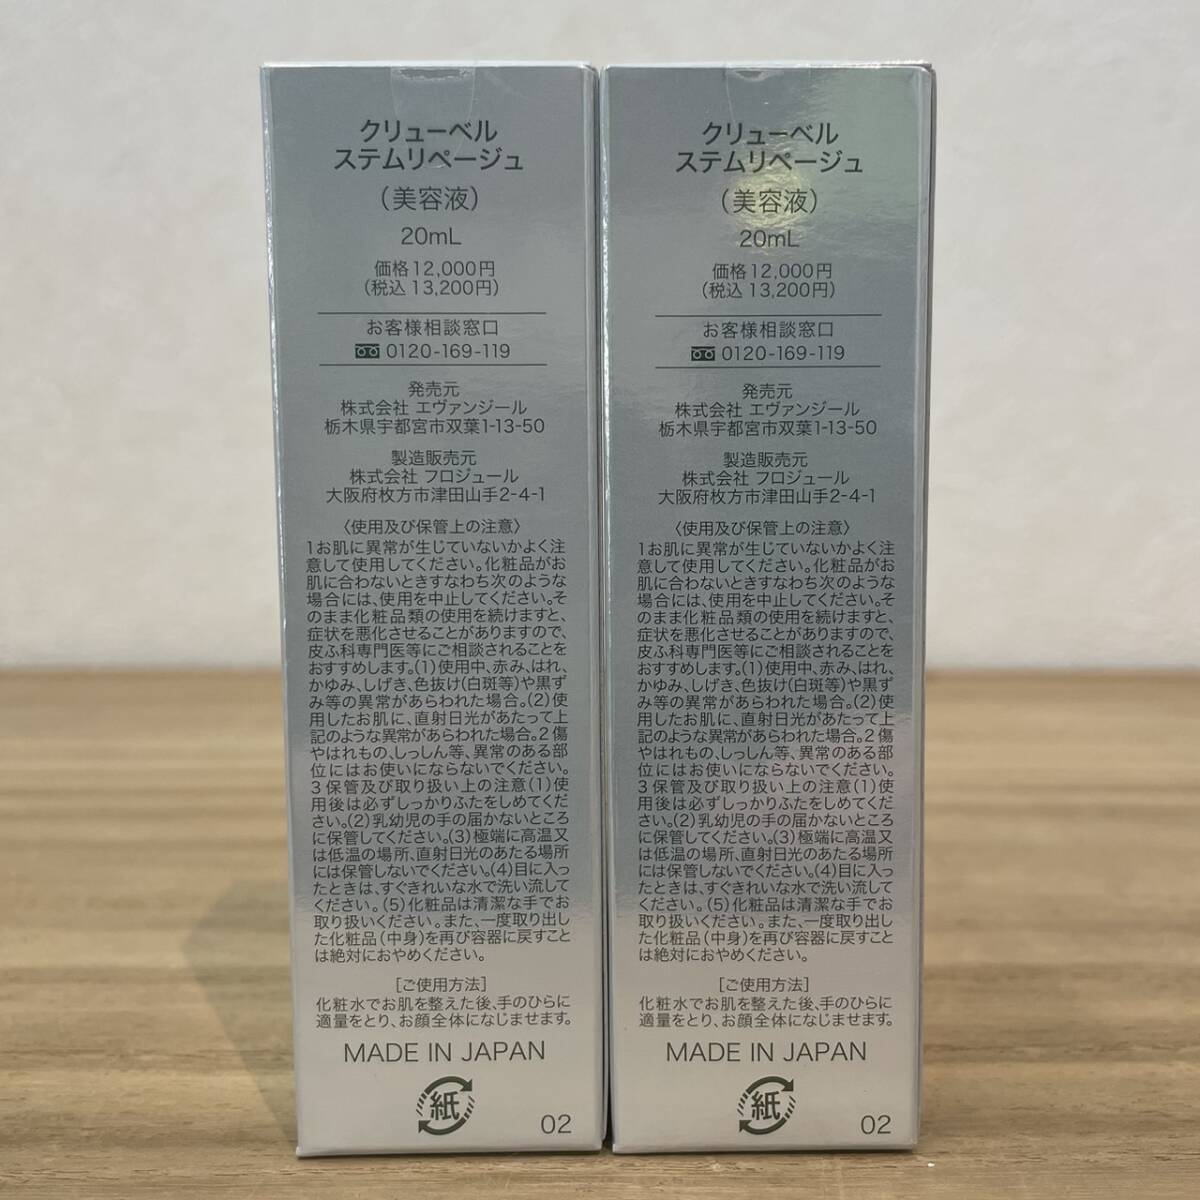 クリューベル
ステムリページュ
（美容液）
20mL
価格12,000円
（税込 13,200円）
お客様相談窓口
0120-169-119
発売元
株式会社 エヴァンジール
栃木県宇都宮市双葉1-13-50
製造販売元
株式会社 フロジュール
大阪府枚方市津田山手2-4-1
〈使用及び保管上の注意〉
1お肌に異常が生じていないかよく注
意して使用してください。化粧品がお
肌に合わないときすなわち次のような
場合には、使用を中止してください。そ
のまま化粧品類の使用を続けますと、
症状を悪化させることがありますので、
皮ふ科専門医等にご相談されることを
おすすめします。(1)使用中、赤み、はれ、
かゆみ、しげき、色抜け(白斑等)や黒ず
み等の異常があらわれた場合。(2)使
用したお肌に、直射日光があたって上
記のような異常があらわれた場合。2傷
やはれもの、しっしん等、異常のある部
位にはお使いにならないでください。
3保管及び取り扱い上の注意(1)使
用後は必ずしっかりふたをしめてくだ
さい。(2)乳幼児の手の届かないところ
に保管してください。(3)極端に高温又
は低温の場所、直射日光のあたる場所
には保管しないでください。(4)目に入っ
たときは、すぐきれいな水で洗い流して
ください。(5)化粧品は清潔な手でお
取り扱いください。また、一度取り出し
た化粧品(中身)を再び容器に戻すこと
は絶対におやめください。
[ご使用方法]
化粧水でお肌を整えた後、手のひらに
適量をとり、お顔全体になじませます。
MADE IN JAPAN
紙
02
クリューベル
ステムリページュ
（美容液）
20mL
価格12,000円
（税込 13,200円）
お客様相談窓口
0120-169-119
発売元
株式会社 エヴァンジール
栃木県宇都宮市双葉1-13-50
製造販売元
株式会社 フロジュール
大阪府枚方市津田山手2-4-1
〈使用及び保管上の注意〉
1お肌に異常が生じていないかよく注
意して使用してください。化粧品がお
肌に合わないときすなわち次のような
場合には、使用を中止してください。そ
のまま化粧品類の使用を続けますと、
症状を悪化させることがありますので、
皮ふ科専門医等にご相談されることを
おすすめします。(1)使用中、赤み、はれ、
かゆみ、しげき、色抜け(白斑等)や黒ず
み等の異常があらわれた場合。(2)使
用したお肌に、直射日光があたって上
記のような異常があらわれた場合。2傷
やはれもの、しっしん等、異常のある部
位にはお使いにならないでください。
3保管及び取り扱い上の注意(1)使
用後は必ずしっかりふたをしめてくだ
さい。(2)乳幼児の手の届かないところ
に保管してください。(3)極端に高温又
は低温の場所、直射日光のあたる場所
には保管しないでください。(4)目に入っ
たときは、すぐきれいな水で洗い流して
ください。(5)化粧品は清潔な手でお
取り扱いください。また、一度取り出し
た化粧品(中身)を再び容器に戻すこと
は絶対におやめください。
[ご使用方法]
化粧水でお肌を整えた後、手のひらに
適量をとり、お顔全体になじませます。
MADE IN JAPAN
紙
02